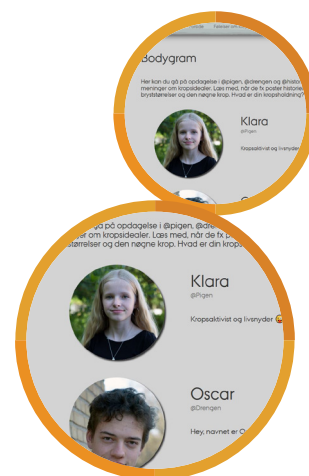 Bodygram
Her kan du gå på opdagelse i @pigen, @drengen og @histo
meninger om kropsidealer. Læs med, når de fx poster historie
bryststørrelser og den nøgne krop. Hvad er din kropsholdning?
Klara
@Pigen
Kropsaktivist og livsnyder
gå på opdagelse i @pigen, @dre
er om kropsidealer. Læs med, når de fx p
størrelser og den nøgne krop. Hvad er din krops
Klara
@Pigen
Kropsaktivist og livsnyder 😄
Oscar
@Drengen
Hey, navnet er O